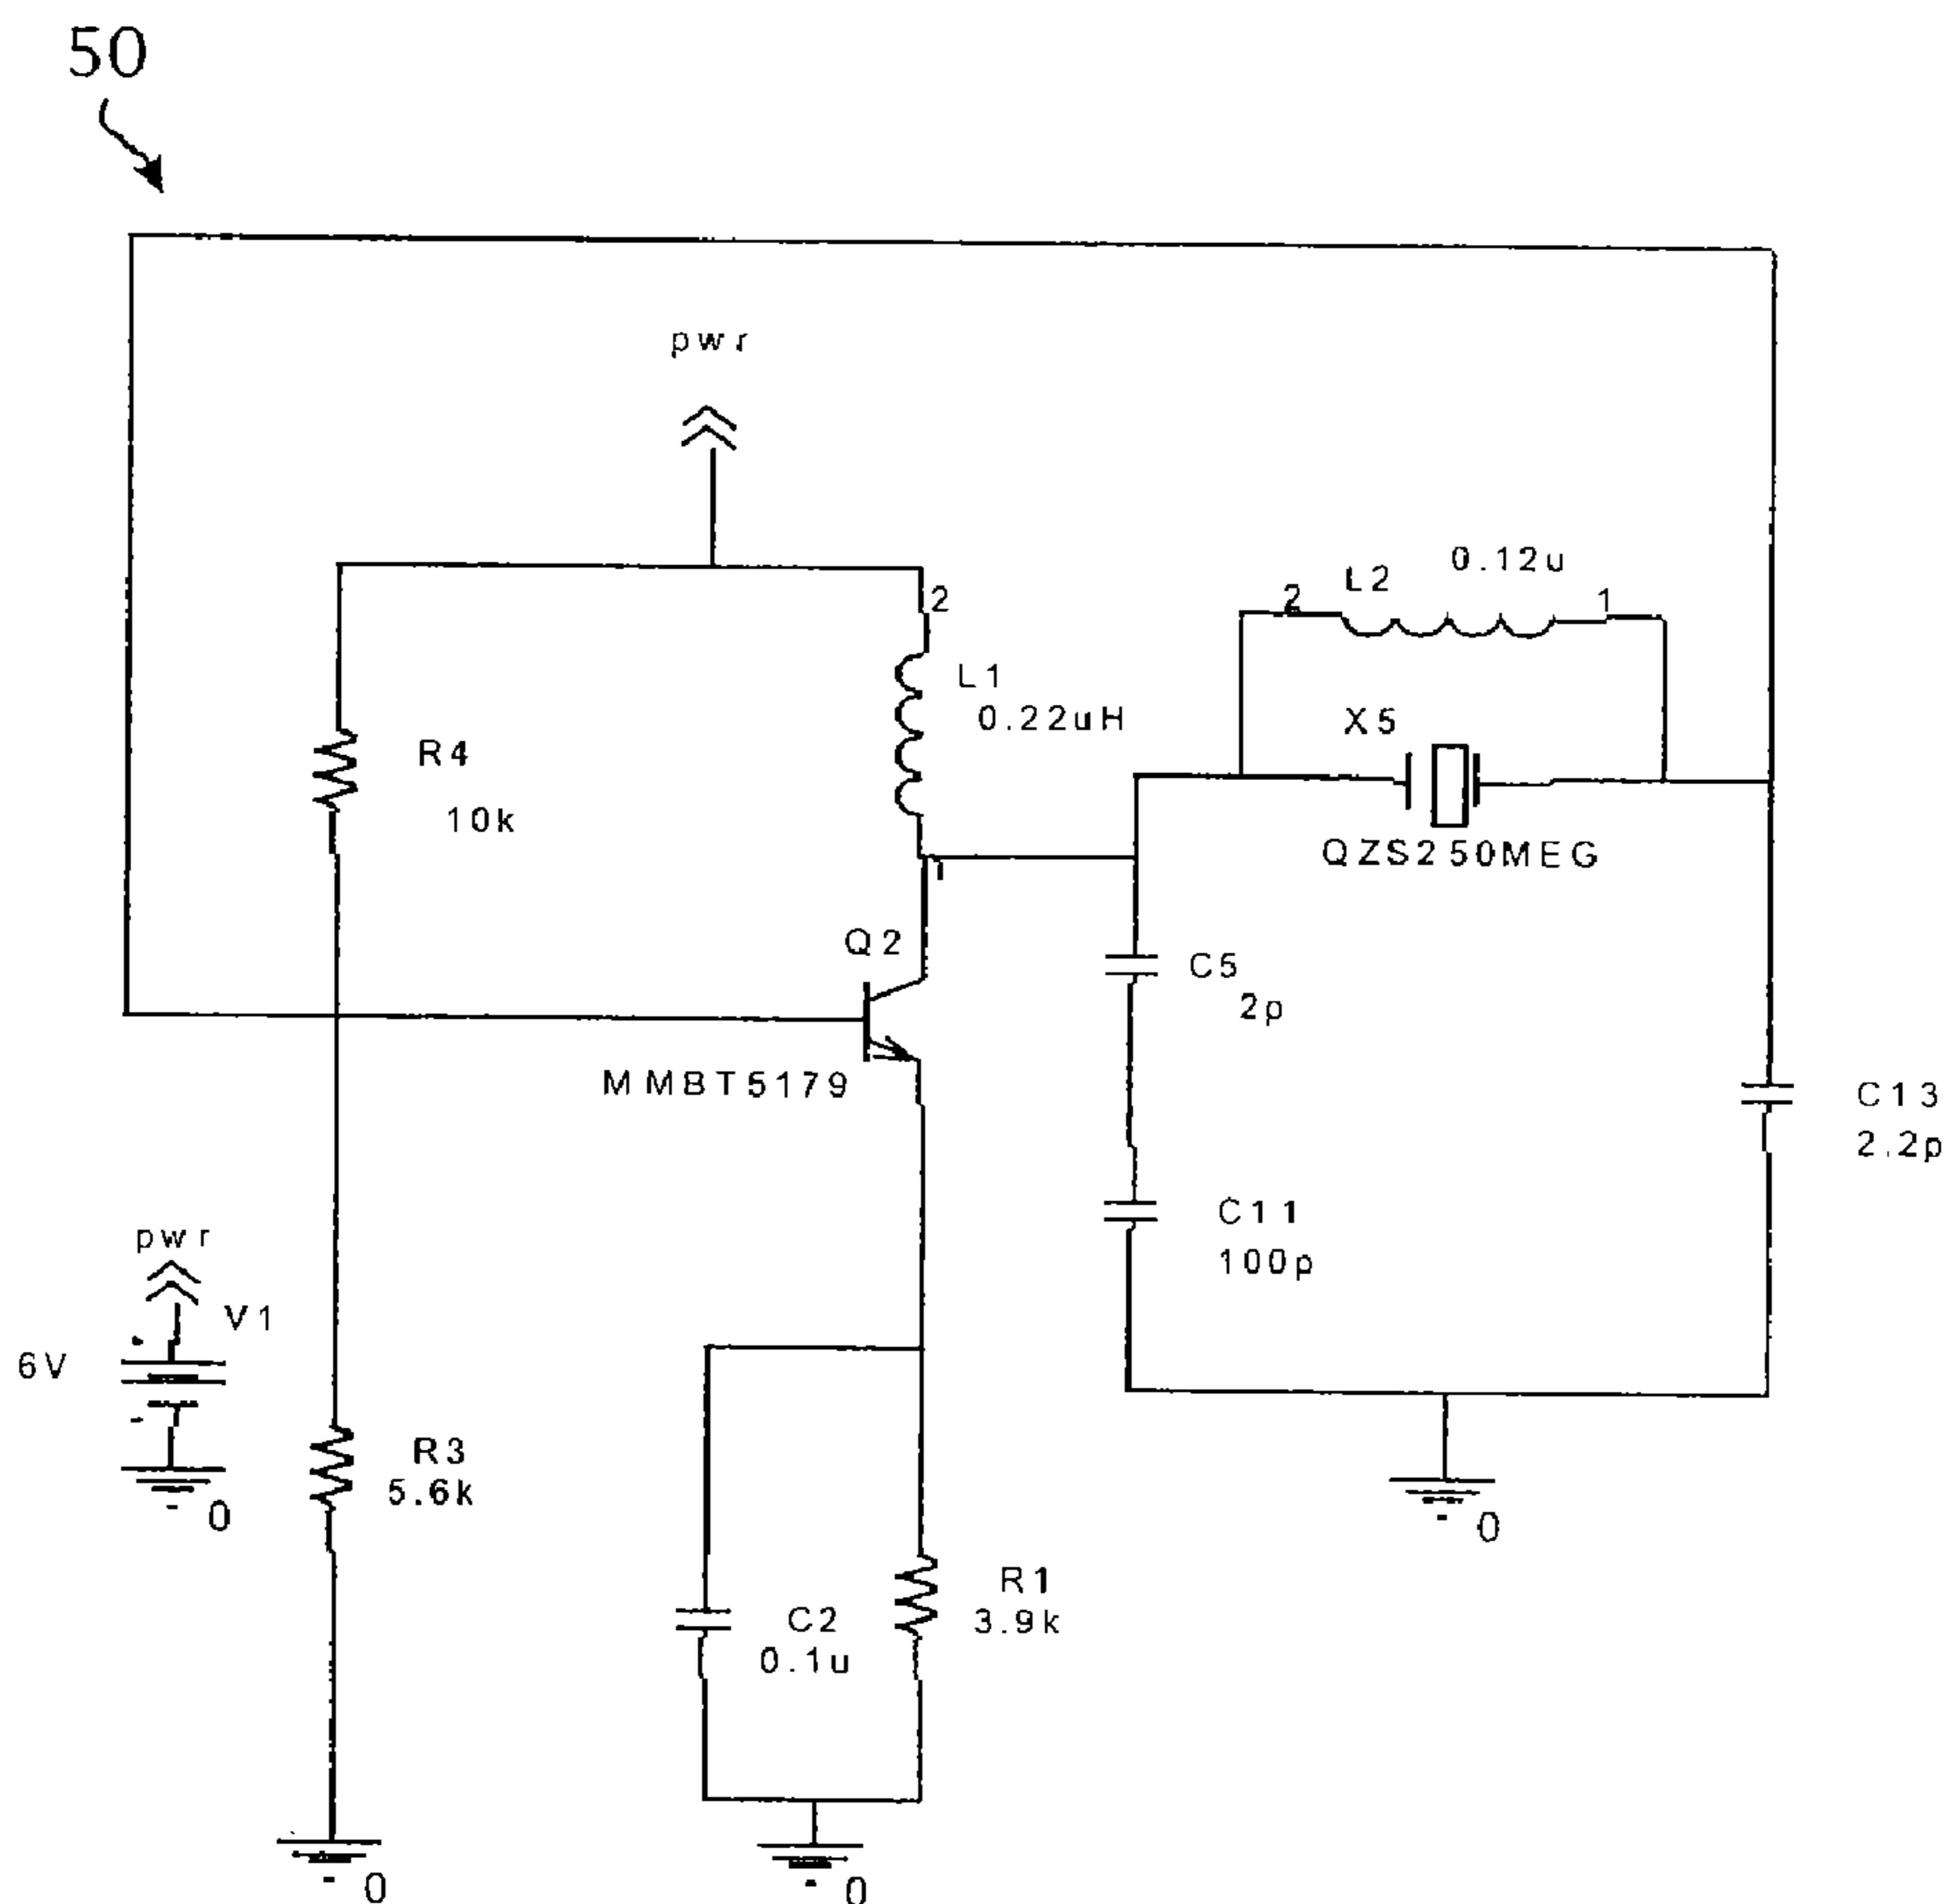 50
pwr
L2 0.12u
2 1
2
L1
0.22uH
X5
QZS250MEG
R4
10k
1
Q2
MMBT5179
C5
2p
C13
2.2p
C11
100p
pwr
V1
6V
0
R3
5.6k
0
R1
3.9k
C2
0.1u
0
0